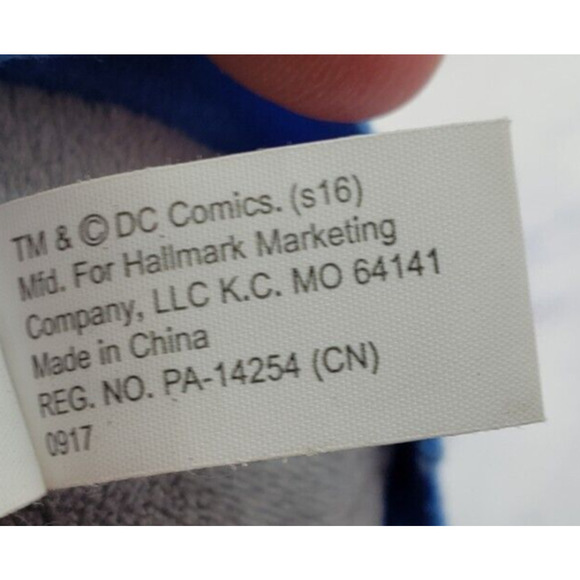 TM & © DC Comics. (s16)
Mfd. For Hallmark Marketing
Company, LLC K.C. MO 64141
Made in China
REG. NO. PA-14254 (CN)
0917